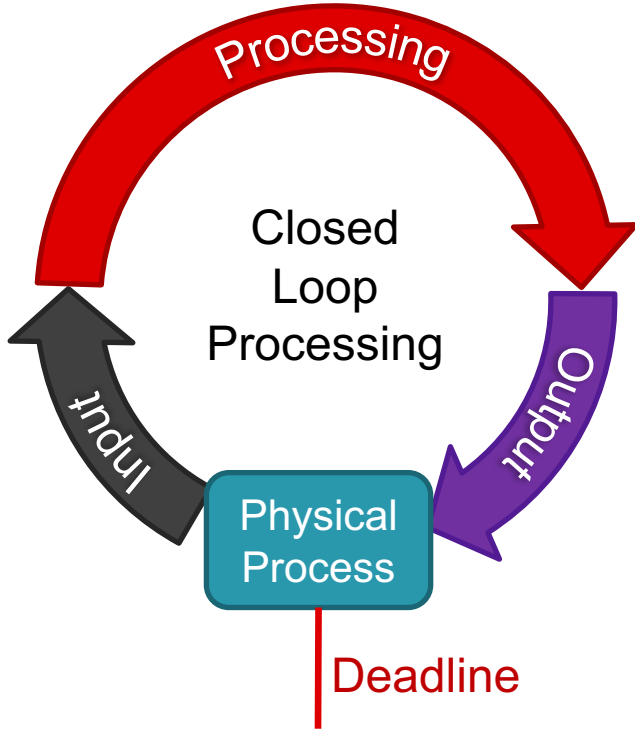 Processing
Closed
Loop
Processing
Input
Output
Physical
Process
Deadline